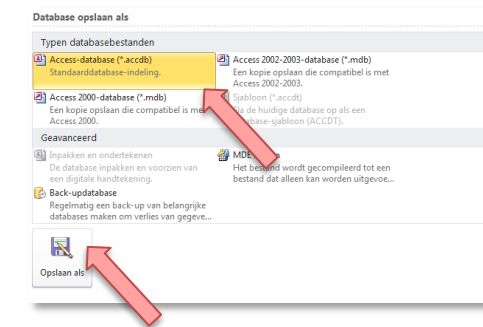 Database opslaan als
Typen databasebestanden
Access-database (*.accdb)
Standaarddatabase-indeling.
Access 2002-2003-database (*.mdb)
Een kopie opslaan die compatibel is met
Access 2002-2003.
Access 2000-database (*.mdb)
Een kopie opslaan die compatibel is met
Access 2000.
Sjabloon (*.accdt)
de huidige database op als een
database-sjabloon (ACCDT).
Geavanceerd
Inpakken en ondertekenen
De database inpakken en voorzien van
een digitale handtekening.
MDE
Het bestand wordt gecompileerd tot een
bestand dat alleen kan worden uitgevoe...
Back-updatabase
Regelmatig een back-up van belangrijke
databases maken om verlies van gegeve...
Opslaan als